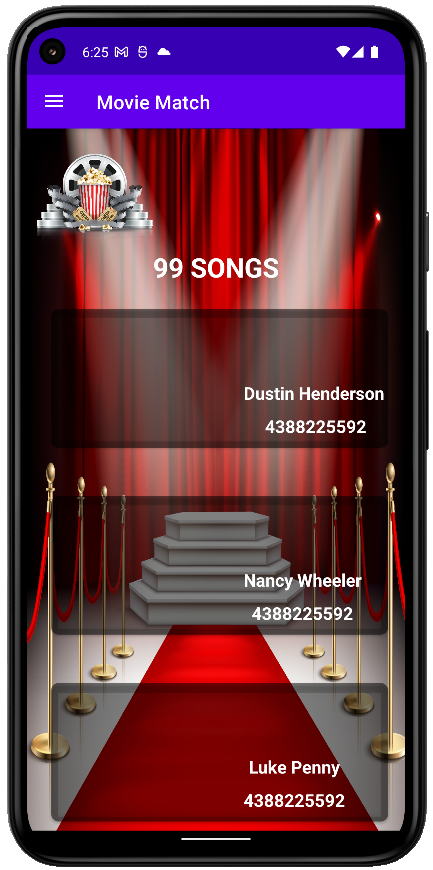 6:25
Movie Match
99 SONGS
Dustin Henderson
4388225592
Nancy Wheeler
4388225592
Luke Penny
4388225592